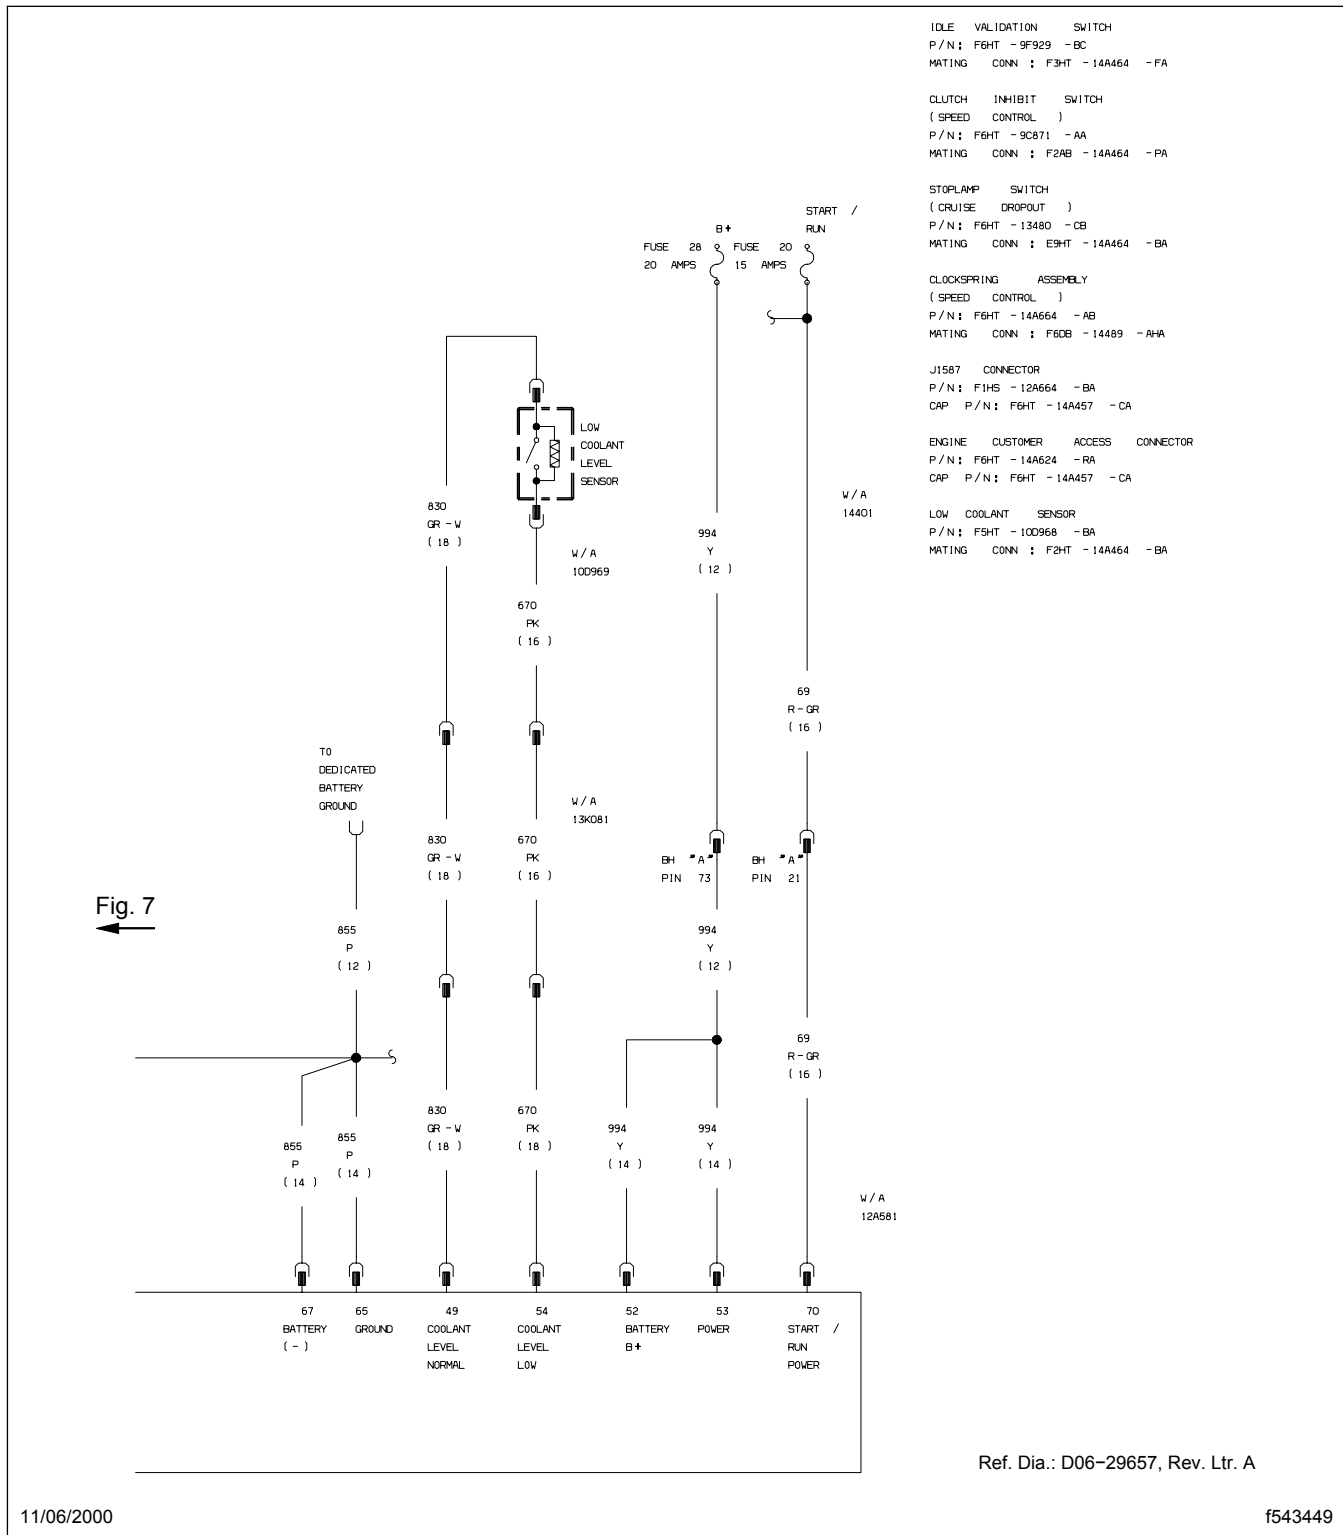 IDLE VALIDATION SWITCH
P/N: F6HT -9F929 -BC
MATING CONN : F3HT -14A464 -FA
CLUTCH INHIBIT SWITCH
(SPEED CONTROL )
P/N: F6HT -9C871 -AA
MATING CONN : F2AB -14A464 -PA
STOPLAMP SWITCH
(CRUISE DROPOUT )
P/N: F6HT -13480 -CB
MATING CONN : E9HT -14A464 -BA
CLOCKSPRING ASSEMBLY
(SPEED CONTROL )
P/N: F6HT -14A664 -AB
MATING CONN : F6DB -14489 -AHA
J1587 CONNECTOR
P/N: F1HS -12A664 -BA
CAP P/N: F6HT -14A457 -CA
ENGINE CUSTOMER ACCESS CONNECTOR
P/N: F6HT -14A624 -RA
CAP P/N: F6HT -14A457 -CA
LOW COOLANT SENSOR
P/N: F5HT -10D968 -BA
MATING CONN : F2HT -14A464 -BA
START /
RUN
B+
FUSE 28
20 AMPS
FUSE 20
15 AMPS
LOW
COOLANT
LEVEL
SENSOR
W/A
14401
830
GR-W
(18 )
994
Y
(12 )
W/A
10D969
670
PK
(16 )
69
R-GR
(16 )
TO
DEDICATED
BATTERY
GROUND
W/A
13K081
830
GR-W
(18 )
670
PK
(16 )
BH "A"
PIN 73
BH "A"
PIN 21
Fig. 7
855
P
(12 )
994
Y
(12 )
69
R-GR
(16 )
855
P
(14 )
855
P
(14 )
830
GR-W
(18 )
670
PK
(18 )
994
Y
(14 )
994
Y
(14 )
W/A
12A581
67
BATTERY
(-)
65
GROUND
49
COOLANT
LEVEL
NORMAL
54
COOLANT
LEVEL
LOW
52
BATTERY
B+
53
POWER
70
START /
RUN
POWER
Ref. Dia.: D06−29657, Rev. Ltr. A
11/06/2000
f543449